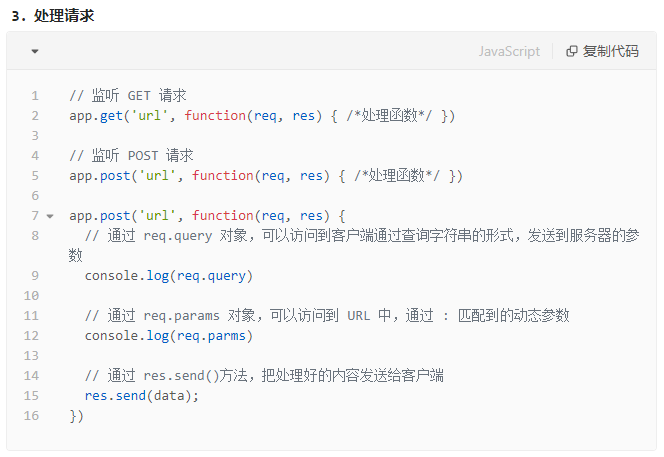 3. 处理请求
JavaScript 复制代码
1 // 监听 GET 请求
2 app.get('url', function(req, res) { /*处理函数*/ })
3
4 // 监听 POST 请求
5 app.post('url', function(req, res) { /*处理函数*/ })
6
7 app.post('url', function(req, res) {
8 // 通过 req.query 对象，可以访问到客户端通过查询字符串的形式，发送到服务器的参
数
9 console.log(req.query)
10
11 // 通过 req.params 对象，可以访问到 URL 中，通过 : 匹配到的动态参数
12 console.log(req.parms)
13
14 // 通过 res.send()方法，把处理好的内容发送给客户端
15 res.send(data);
16 })